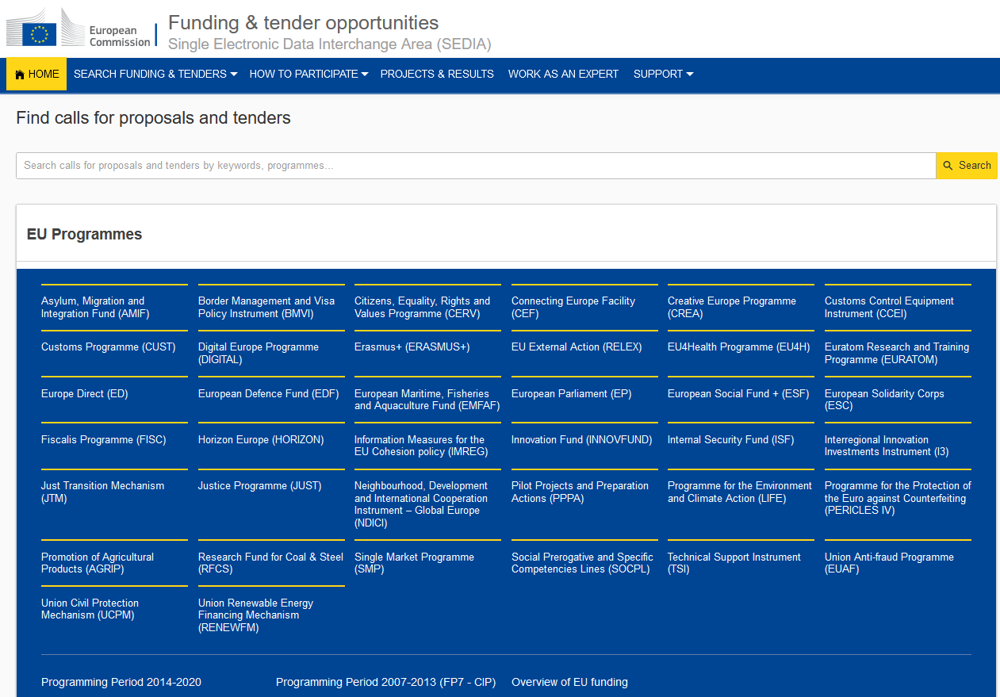 European
Commission
Funding & tender opportunities
Single Electronic Data Interchange Area (SEDIA)
HOME SEARCH FUNDING & TENDERS HOW TO PARTICIPATE PROJECTS & RESULTS WORK AS AN EXPERT SUPPORT
Find calls for proposals and tenders
Search calls for proposals and tenders by keywords, programmes...
Search
EU Programmes
Asylum, Migration and
Integration Fund (AMIF)
Border Management and Visa
Policy Instrument (BMVI)
Citizens, Equality, Rights and
Values Programme (CERV)
Connecting Europe Facility
(CEF)
Creative Europe Programme
(CREA)
Customs Control Equipment
Instrument (CCEI)
Customs Programme (CUST)
Digital Europe Programme
(DIGITAL)
Erasmus+ (ERASMUS+)
EU External Action (RELEX)
EU4Health Programme (EU4H)
Euratom Research and Training
Programme (EURATOM)
Europe Direct (ED)
European Defence Fund (EDF)
European Maritime, Fisheries
and Aquaculture Fund (EMFAF)
European Parliament (EP)
European Social Fund + (ESF)
European Solidarity Corps
(ESC)
Fiscalis Programme (FISC)
Horizon Europe (HORIZON)
Information Measures for the
EU Cohesion policy (IMREG)
Innovation Fund (INNOVFUND)
Internal Security Fund (ISF)
Interregional Innovation
Investments Instrument (I3)
Just Transition Mechanism
(JTM)
Justice Programme (JUST)
Neighbourhood, Development
and International Cooperation
Instrument – Global Europe
(NDICI)
Pilot Projects and Preparation
Actions (PPPA)
Programme for the Environment
and Climate Action (LIFE)
Programme for the Protection of
the Euro against Counterfeiting
(PERICLES IV)
Promotion of Agricultural
Products (AGRIP)
Research Fund for Coal & Steel
(RFCS)
Single Market Programme
(SMP)
Social Prerogative and Specific
Competencies Lines (SOCPL)
Technical Support Instrument
(TSI)
Union Anti-fraud Programme
(EUAF)
Union Civil Protection
Mechanism (UCPM)
Union Renewable Energy
Financing Mechanism
(RENEWFM)
Programming Period 2014-2020
Programming Period 2007-2013 (FP7 - CIP)
Overview of EU funding